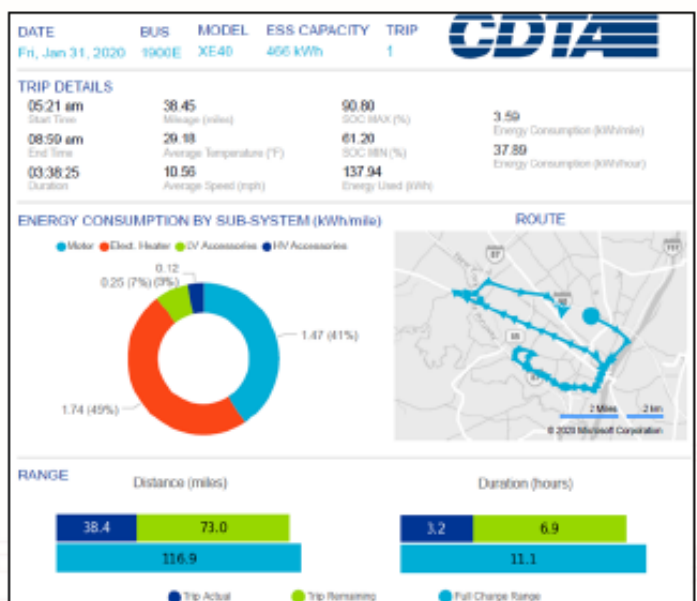 DATE BUS MODEL ESS CAPACITY TRIP
Fri, Jan 31, 2020 1900E XE40 466 kWh 1
CDTA
TRIP DETAILS
05:21 am 38.45 90.80 3.59
Start Time Mileage (miles) SOC MAX (%) Energy Consumption (kWh/mile)
08:59 am 29.18 61.20 37.89
End Time Average Temperature (°F) SOC MIN (%) Energy Consumption (kWh/hour)
03:38:25 10.56 137.94
Duration Average Speed (mph) Energy Used (kWh)
ENERGY CONSUMPTION BY SUB-SYSTEM (kWh/mile) ROUTE
Motor Elect. Heater LV Accessories HV Accessories
0.12
0.25 (7%) (3%)
1.47 (41%)
1.74 (49%)
87
90
85
2 Miles 2 km
© 2020 Microsoft Corporation
RANGE
Distance (miles) Duration (hours)
38.4 73.0 3.2 6.9
116.9 11.1
Trip Actual Trip Remaining Full Charge Range